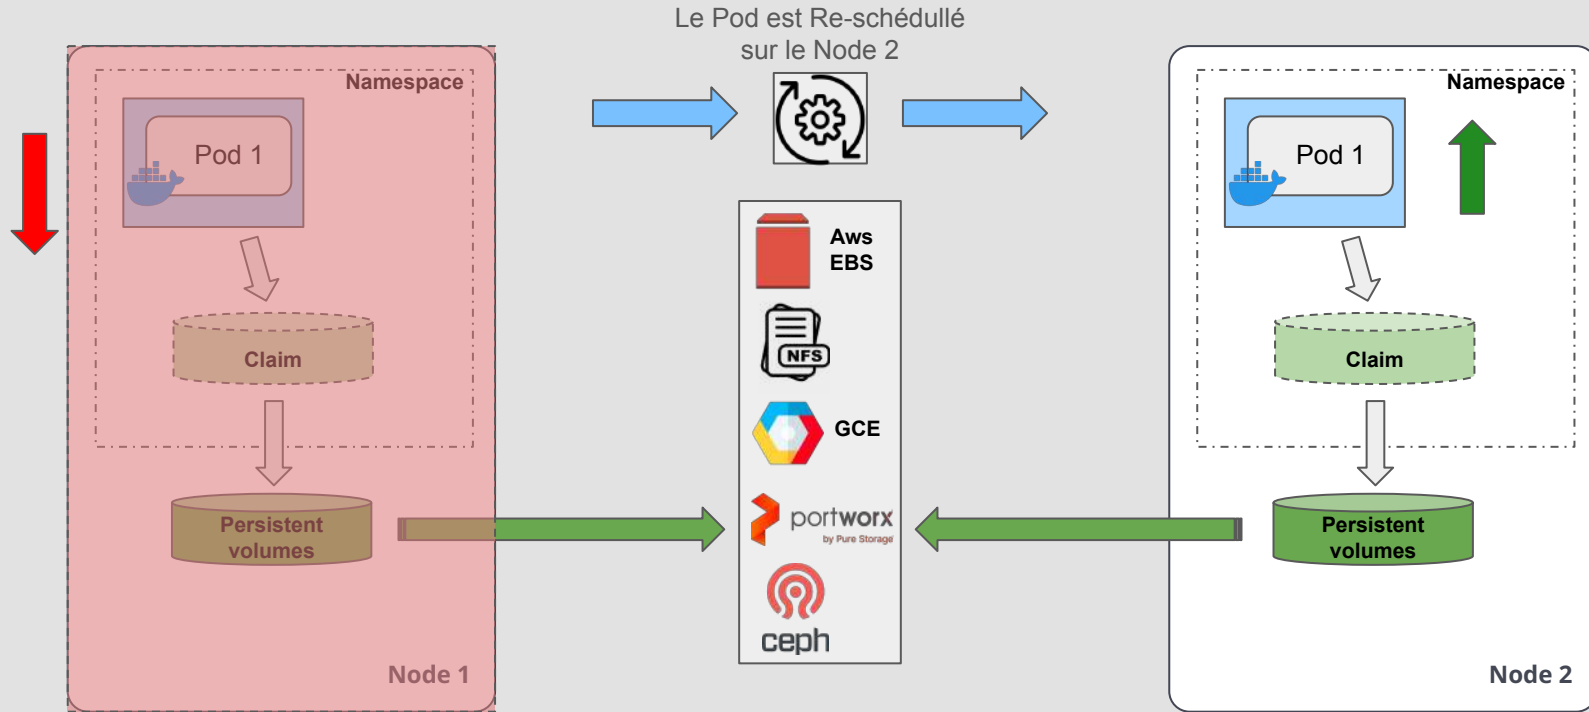 Le Pod est Re-schédullé
sur le Node 2
Namespace
Pod 1
Claim
Persistent
volumes
Node 1
Aws
EBS
NFS
GCE
portworx
by Pure Storage
ceph
Namespace
Pod 1
Claim
Persistent
volumes
Node 2